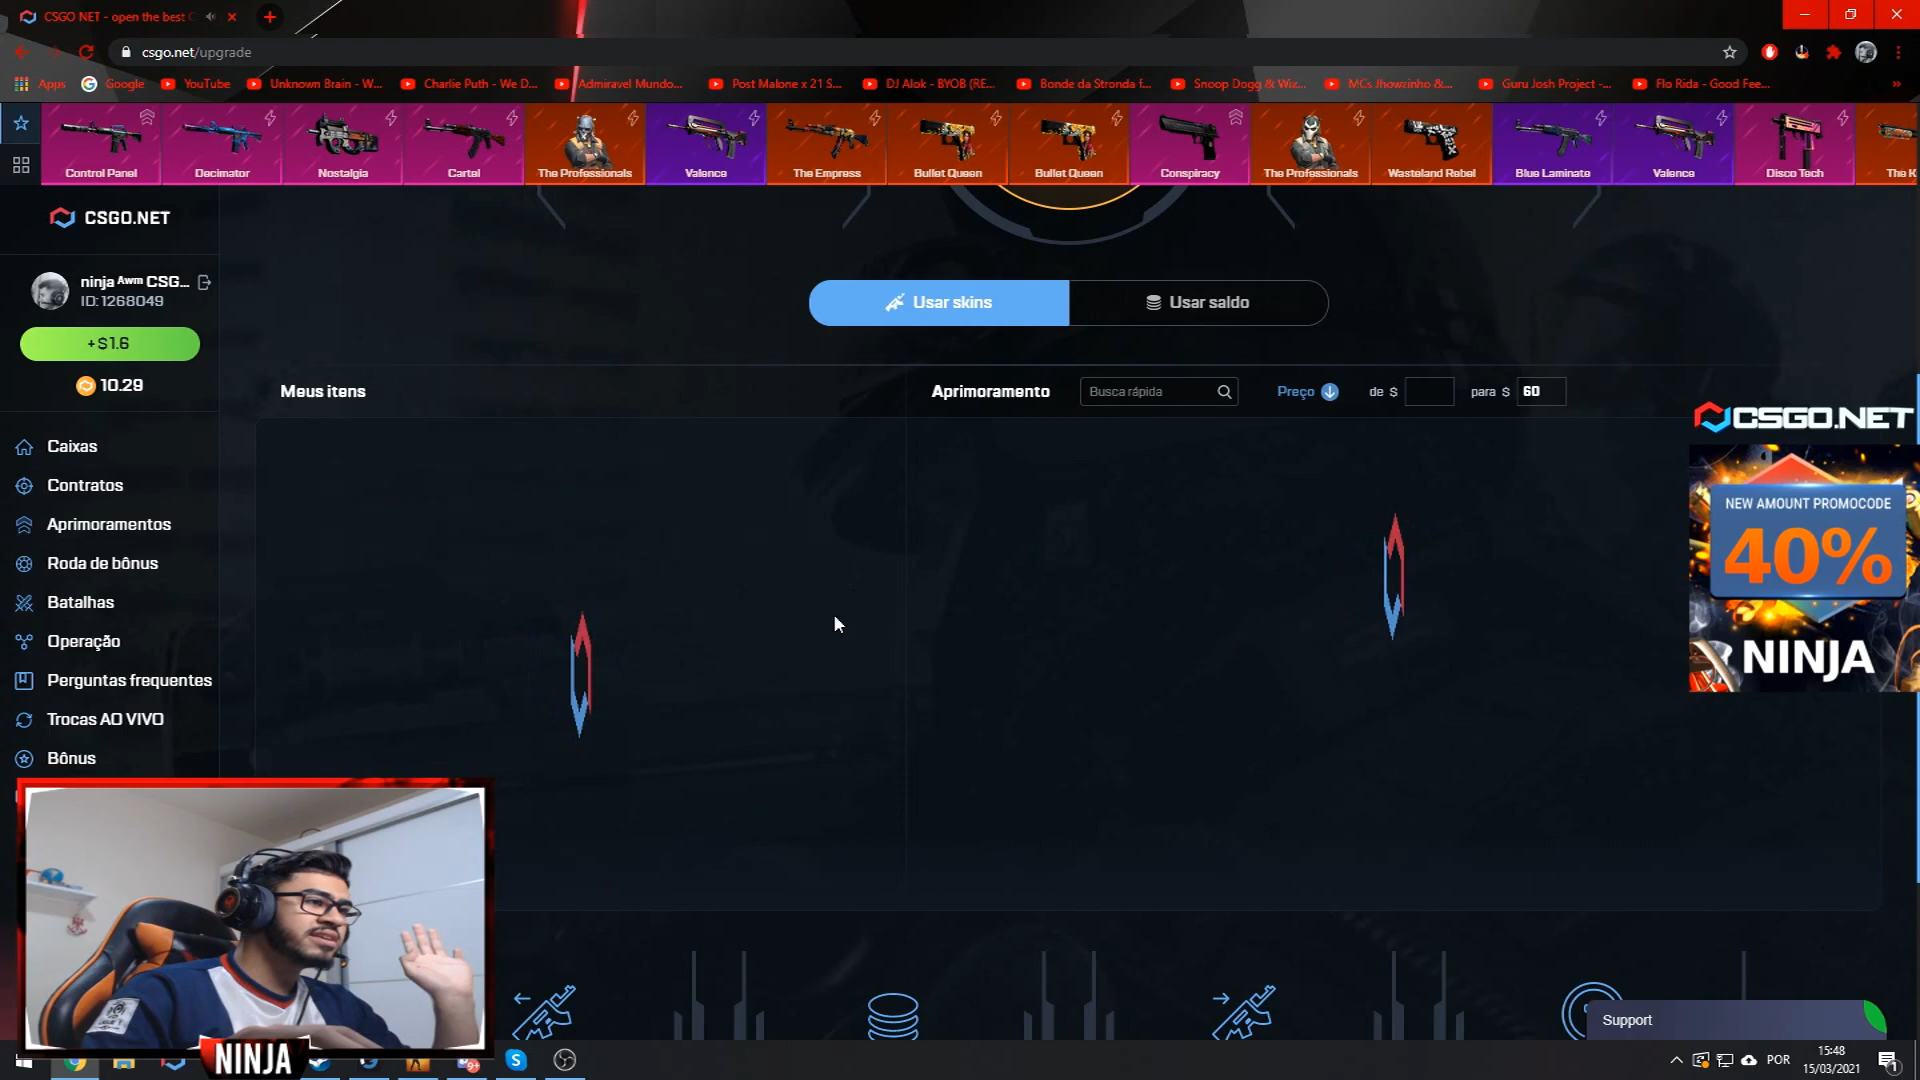 CSGO NET - open the best C
csgo.net/upgrade
Apps
Google
YouTube
Unknown Brain - W...
Charlie Puth - We D...
Admiravel Mundo...
Post Malone x 21 S...
DJ Alok - BYOB (RE...
Bonde da Stronda f...
Snoop Dogg & Wiz...
MCs Jhowzinho &...
Guru Josh Project -...
Flo Rida - Good Fee...
»
Control Panel
Decimator
Nostalgia
Cartel
The Professionals
Valence
The Empress
Bullet Queen
Bullet Queen
Conspiracy
The Professionals
Wasteland Rebel
Blue Laminate
Valence
Disco Tech
The K
CSGO.NET
ninja Awm CSG...
ID: 1268049
+$1.6
10.29
Usar skins
Usar saldo
Meus itens
Aprimoramento
Busca rápida
Preço
de $
para $ 60
Caixas
Contratos
Aprimoramentos
Roda de bônus
Batalhas
Operação
Perguntas frequentes
Trocas AO VIVO
Bônus
CSGO.NET
NEW AMOUNT PROMOCODE
40%
NINJA
NINJA
Support
9+
POR
15:48
15/03/2021
1